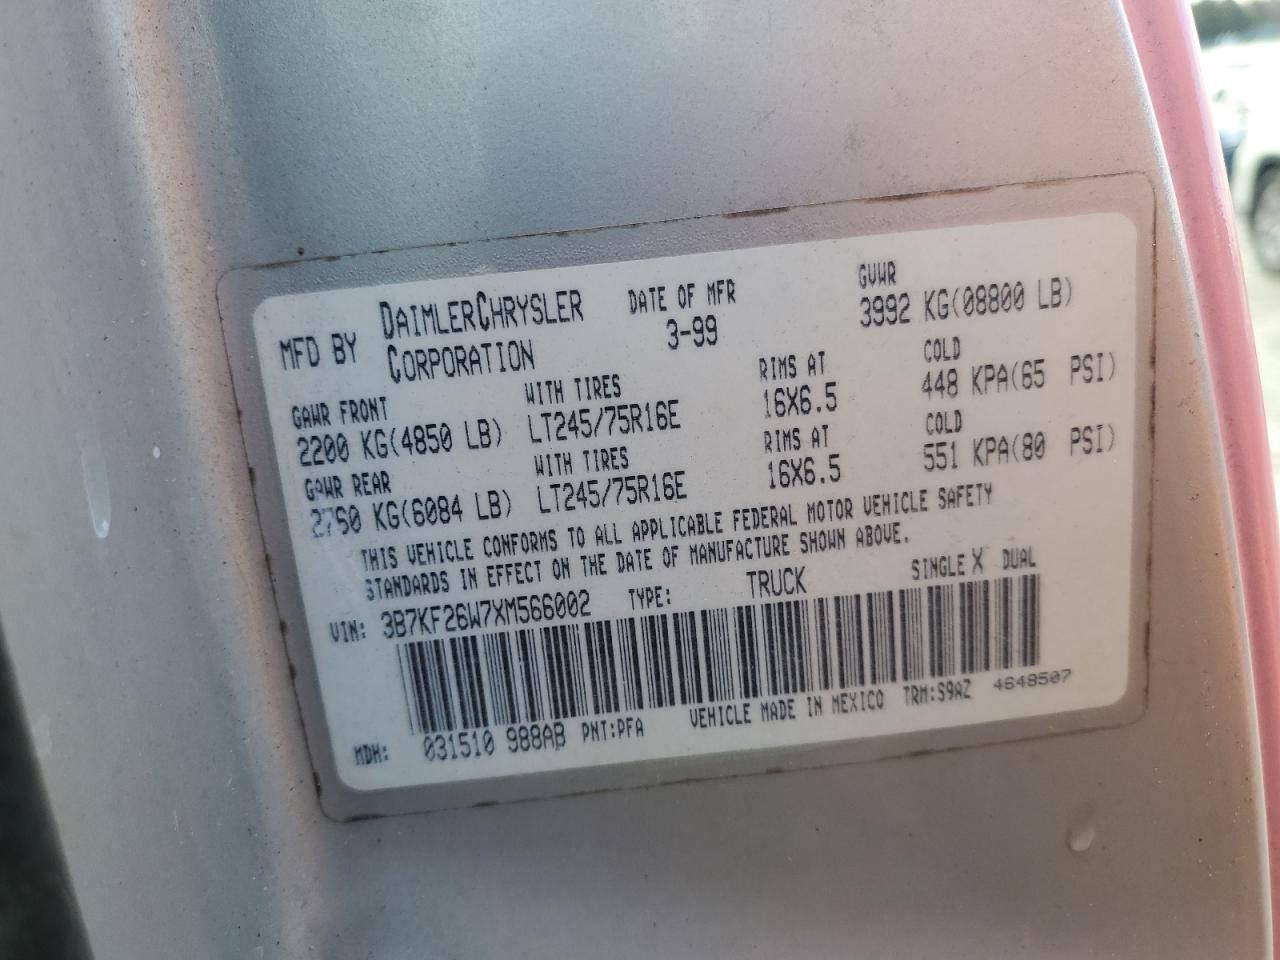 MFD BY DAIMLERCHRYSLER CORPORATION DATE OF MFR 3-99 GVWR 3992 KG(08800 LB)
GAWR FRONT WITH TIRES RIMS AT COLD
2200 KG(4850 LB) LT245/75R16E 16X6.5 448 KPA(65 PSI)
GAWR REAR WITH TIRES RIMS AT COLD
2760 KG(6084 LB) LT245/75R16E 16X6.5 551 KPA(80 PSI)
THIS VEHICLE CONFORMS TO ALL APPLICABLE FEDERAL MOTOR VEHICLE SAFETY
STANDARDS IN EFFECT ON THE DATE OF MANUFACTURE SHOWN ABOVE.
VIN: 3B7KF26W7XM566002 TYPE: TRUCK SINGLE X DUAL
MDH: 031510 988AB PNT:PFA VEHICLE MADE IN MEXICO TRM:S9AZ 4648507